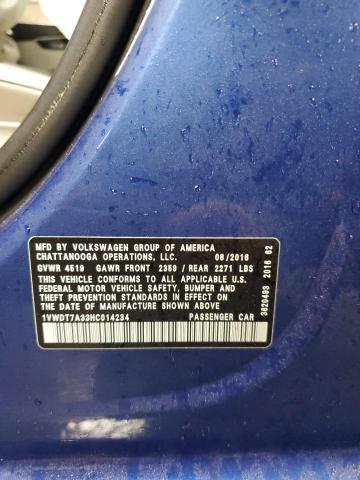 MFD BY VOLKSWAGEN GROUP OF AMERICA
CHATTANOOGA OPERATIONS, LLC. 08/2016
GVWR 4519 GAWR FRONT 2359 / REAR 2271 LBS
THIS VEHICLE CONFORMS TO ALL APPLICABLE U.S.
FEDERAL MOTOR VEHICLE SAFETY, BUMPER AND
THEFT PREVENTION STANDARDS IN EFFECT ON THE
DATE OF MANUFACTURE SHOWN ABOVE
1VWDT7A33HC014234 PASSENGER CAR
3620493 2016 62